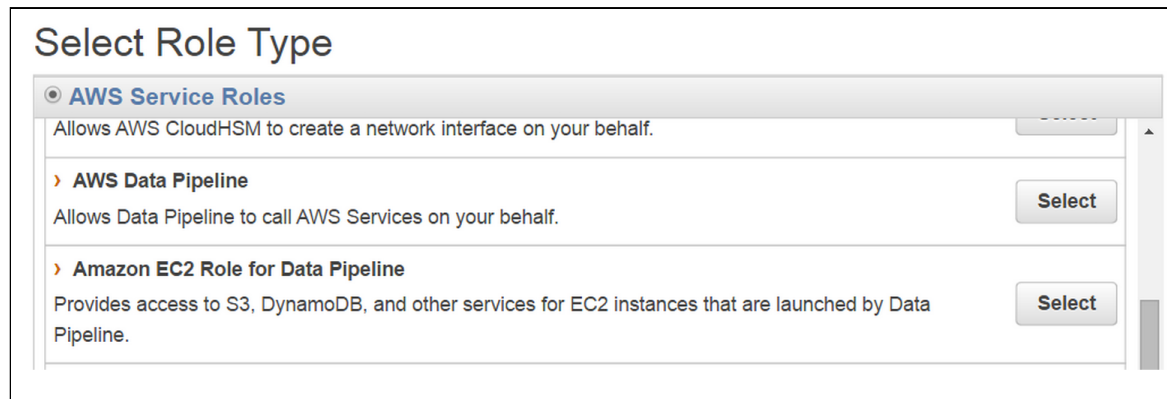 Select Role Type
AWS Service Roles
Allows AWS CloudHSM to create a network interface on your behalf.
› AWS Data Pipeline
Allows Data Pipeline to call AWS Services on your behalf.
Select
› Amazon EC2 Role for Data Pipeline
Provides access to S3, DynamoDB, and other services for EC2 instances that are launched by Data
Pipeline.
Select